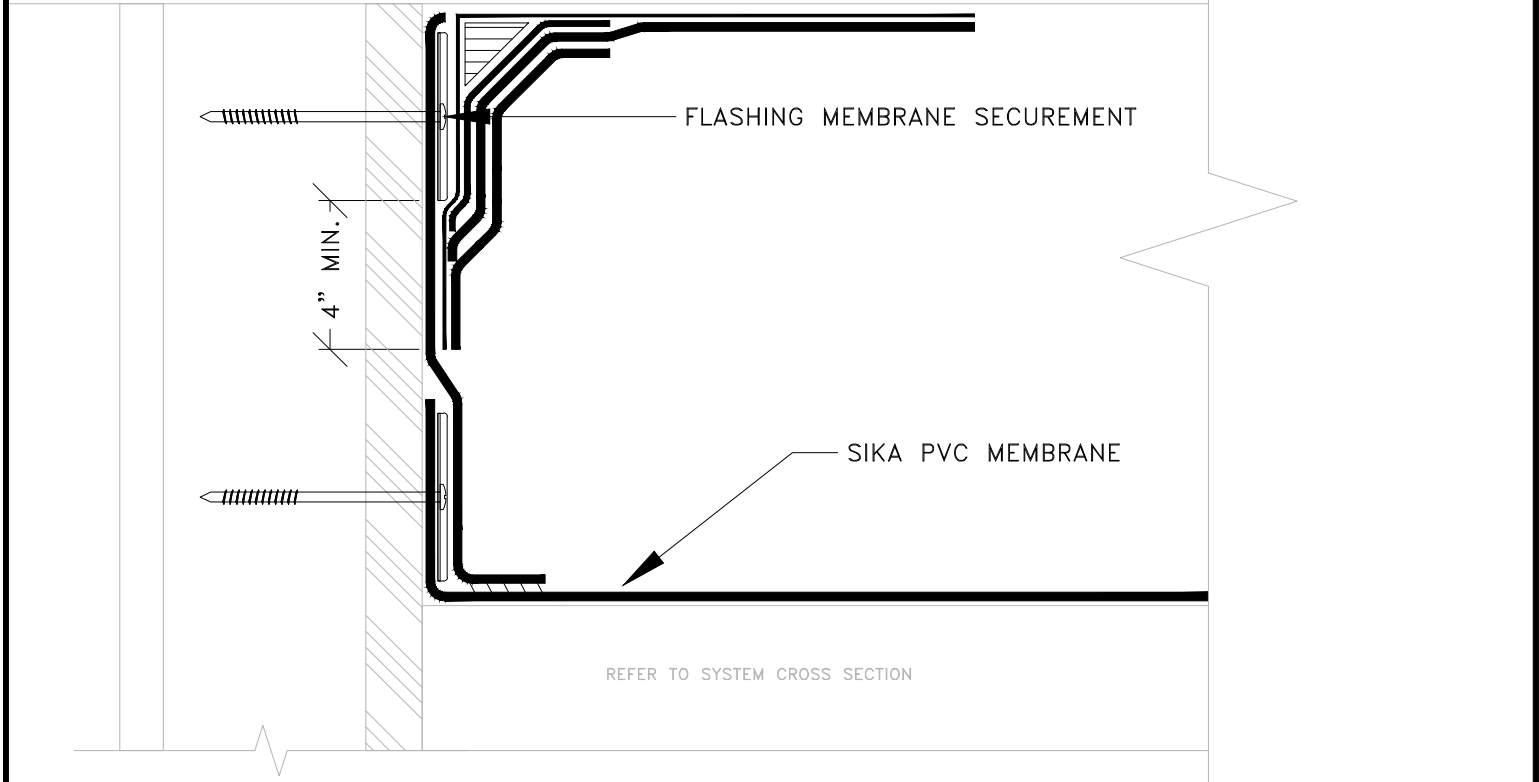 FLASHING MEMBRANE SECUREMENT
4” MIN.
SIKA PVC MEMBRANE
REFER TO SYSTEM CROSS SECTION